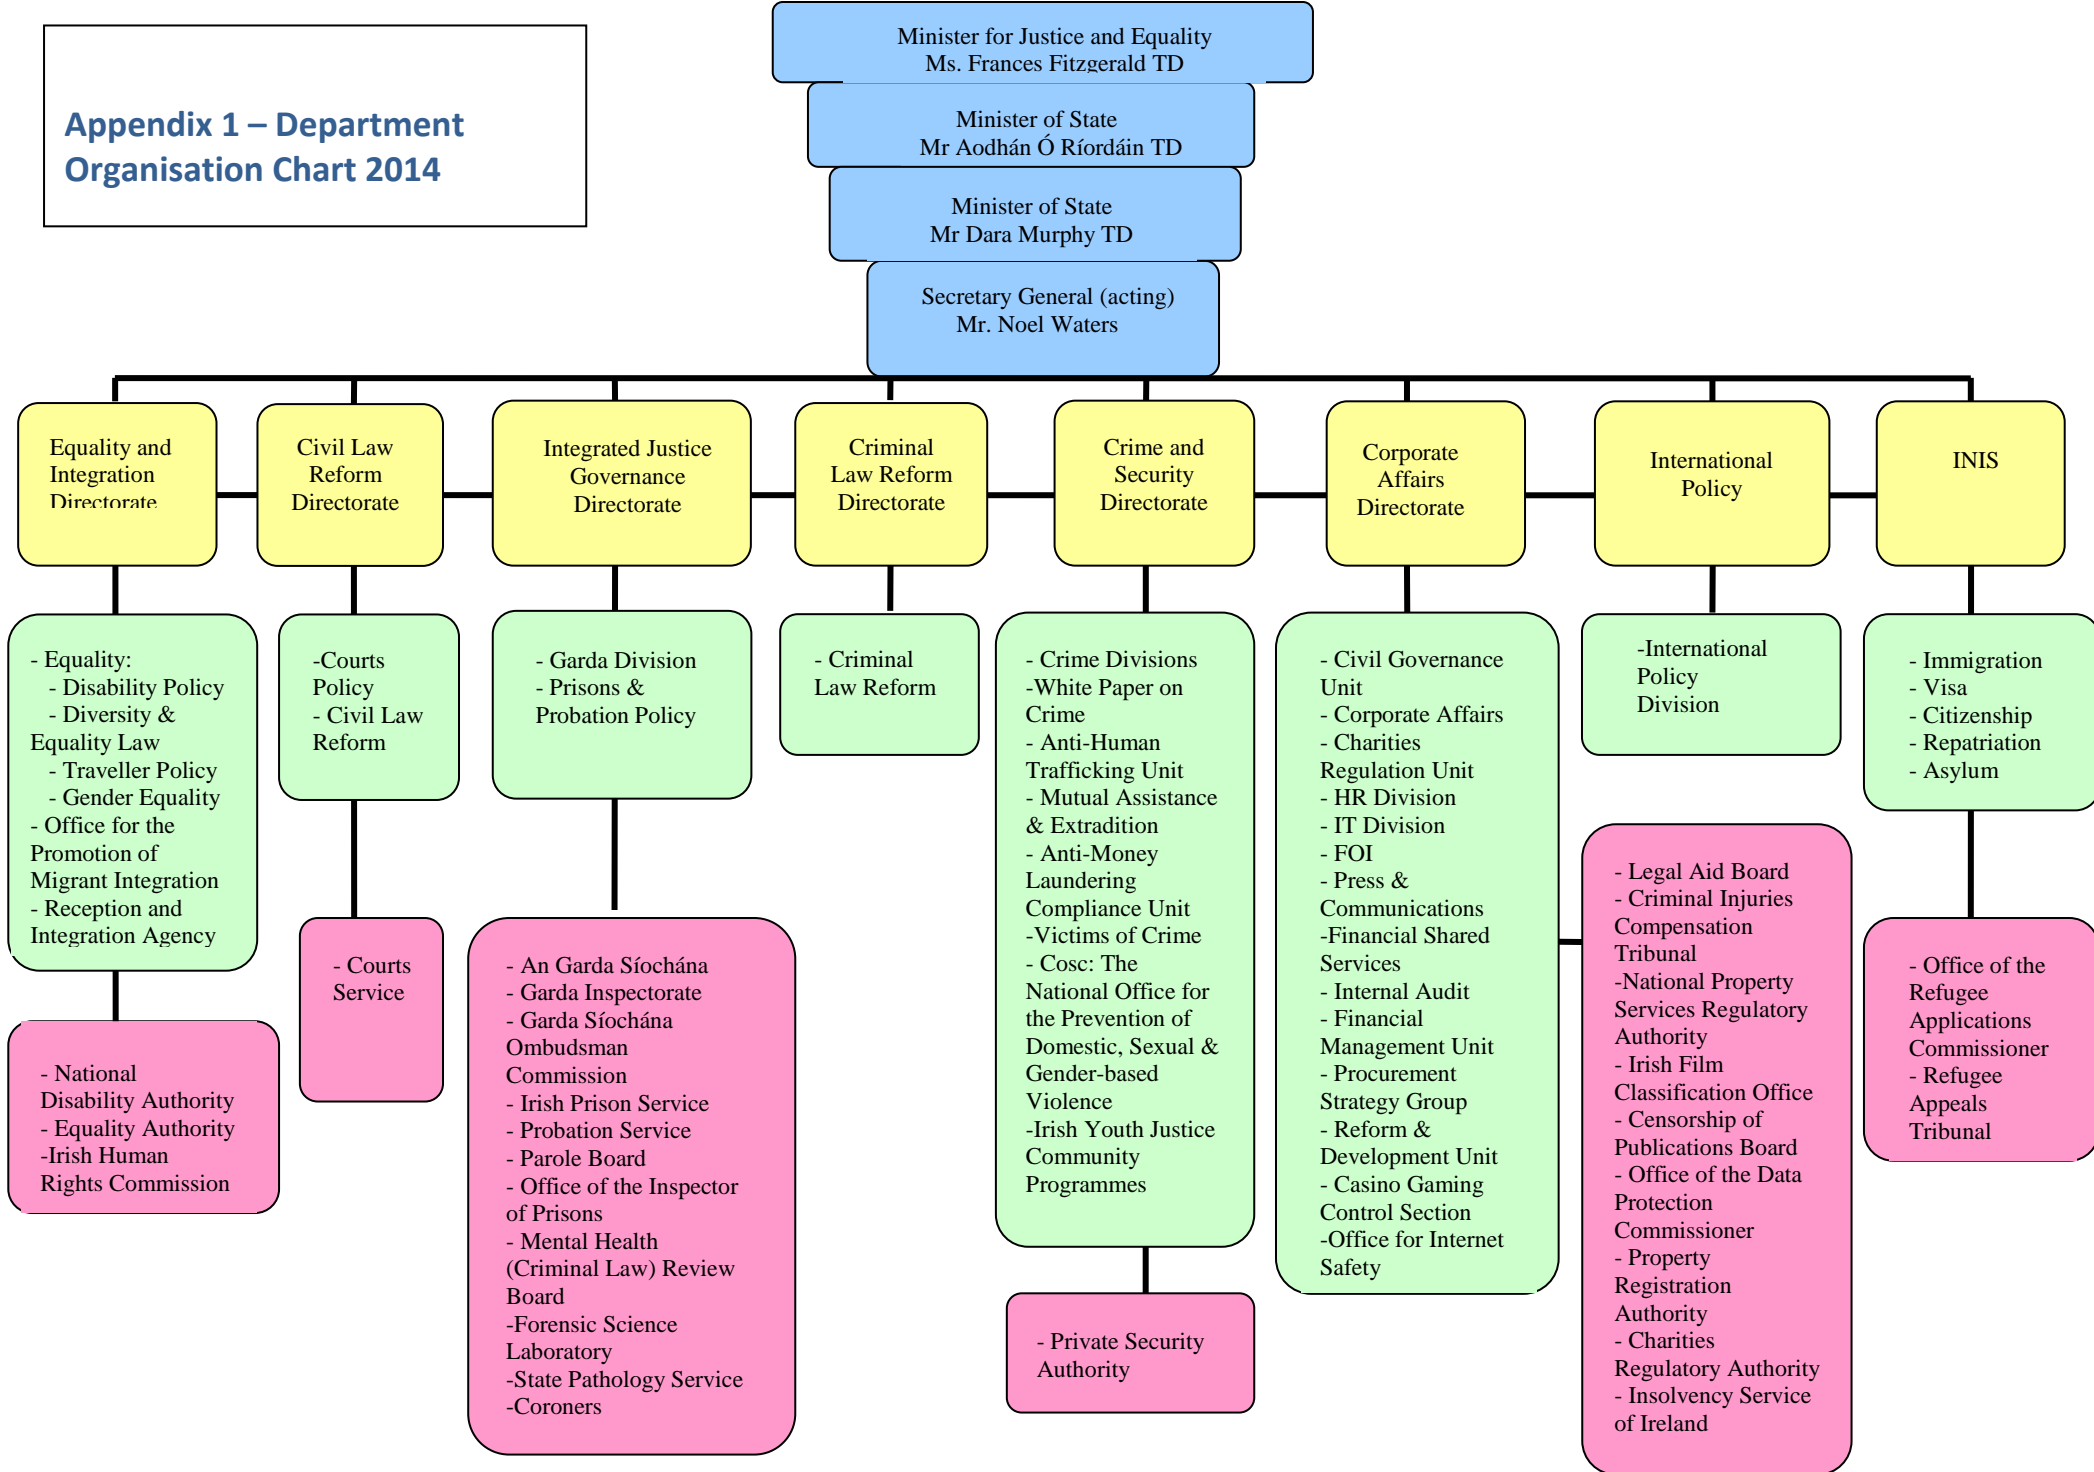 Appendix 1 – Department
Organisation Chart 2014
Minister for Justice and Equality
Ms. Frances Fitzgerald TD
Minister of State
Mr Aodhán Ó Ríordáin TD
Minister of State
Mr Dara Murphy TD
Secretary General (acting)
Mr. Noel Waters
Equality and
Integration
Directorate
Civil Law
Reform
Directorate
Integrated Justice
Governance
Directorate
Criminal
Law Reform
Directorate
Crime and
Security
Directorate
Corporate
Affairs
Directorate
International
Policy
INIS
- Equality:
- Disability Policy
- Diversity &
Equality Law
- Traveller Policy
- Gender Equality
- Office for the
Promotion of
Migrant Integration
- Reception and
Integration Agency
-Courts
Policy
- Civil Law
Reform
- Garda Division
- Prisons &
Probation Policy
- Criminal
Law Reform
- Crime Divisions
-White Paper on
Crime
- Anti-Human
Trafficking Unit
- Mutual Assistance
& Extradition
- Anti-Money
Laundering
Compliance Unit
-Victims of Crime
- Cosc: The
National Office for
the Prevention of
Domestic, Sexual &
Gender-based
Violence
-Irish Youth Justice
Community
Programmes
- Civil Governance
Unit
- Corporate Affairs
- Charities
Regulation Unit
- HR Division
- IT Division
- FOI
- Press &
Communications
-Financial Shared
Services
- Internal Audit
- Financial
Management Unit
- Procurement
Strategy Group
- Reform &
Development Unit
- Casino Gaming
Control Section
-Office for Internet
Safety
-International
Policy
Division
- Immigration
- Visa
- Citizenship
- Repatriation
- Asylum
- National
Disability Authority
- Equality Authority
-Irish Human
Rights Commission
- Courts
Service
- An Garda Síochána
- Garda Inspectorate
- Garda Síochána
Ombudsman
Commission
- Irish Prison Service
- Probation Service
- Parole Board
- Office of the Inspector
of Prisons
- Mental Health
(Criminal Law) Review
Board
-Forensic Science
Laboratory
-State Pathology Service
-Coroners
- Private Security
Authority
- Legal Aid Board
- Criminal Injuries
Compensation
Tribunal
-National Property
Services Regulatory
Authority
- Irish Film
Classification Office
- Censorship of
Publications Board
- Office of the Data
Protection
Commissioner
- Property
Registration
Authority
- Charities
Regulatory Authority
- Insolvency Service
of Ireland
- Office of the
Refugee
Applications
Commissioner
- Refugee
Appeals
Tribunal